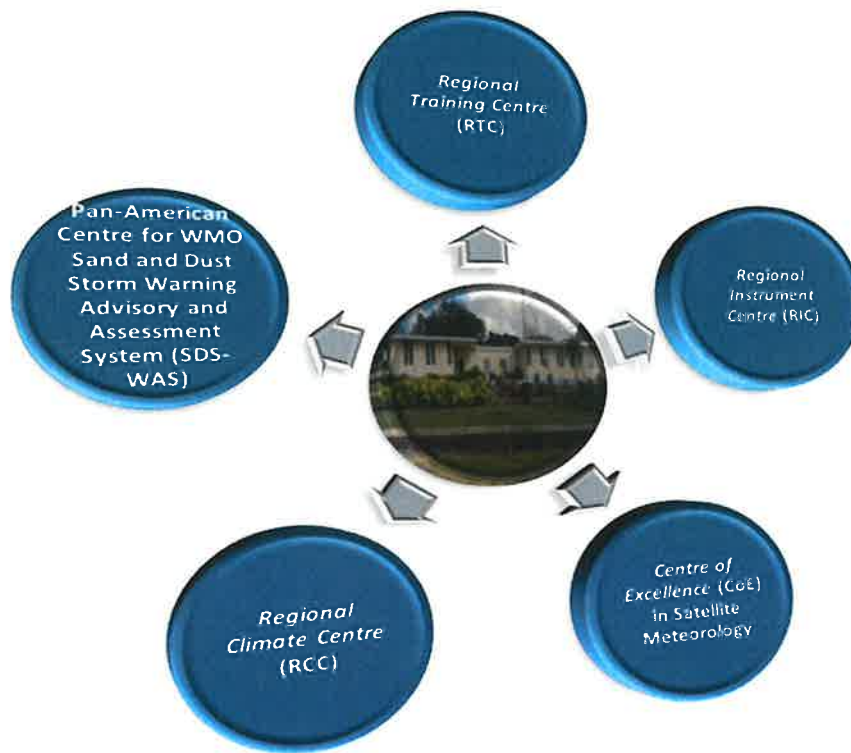 Regional
Training Centre
(RTC)
Pan-American
Centre for WMO
Sand and Dust
Storm Warning
Advisory and
Assessment
System (SDS-
WAS)
Regional
Instrument
Centre (RIC)
Centre of
Excellence (CoE)
in Satellite
Meteorology
Regional
Climate Centre
(RCC)